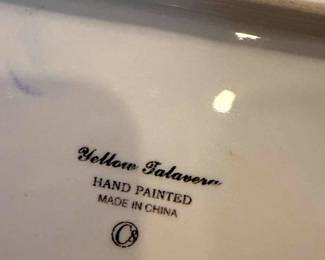 Yellow Talavera
HAND PAINTED
MADE IN CHINA